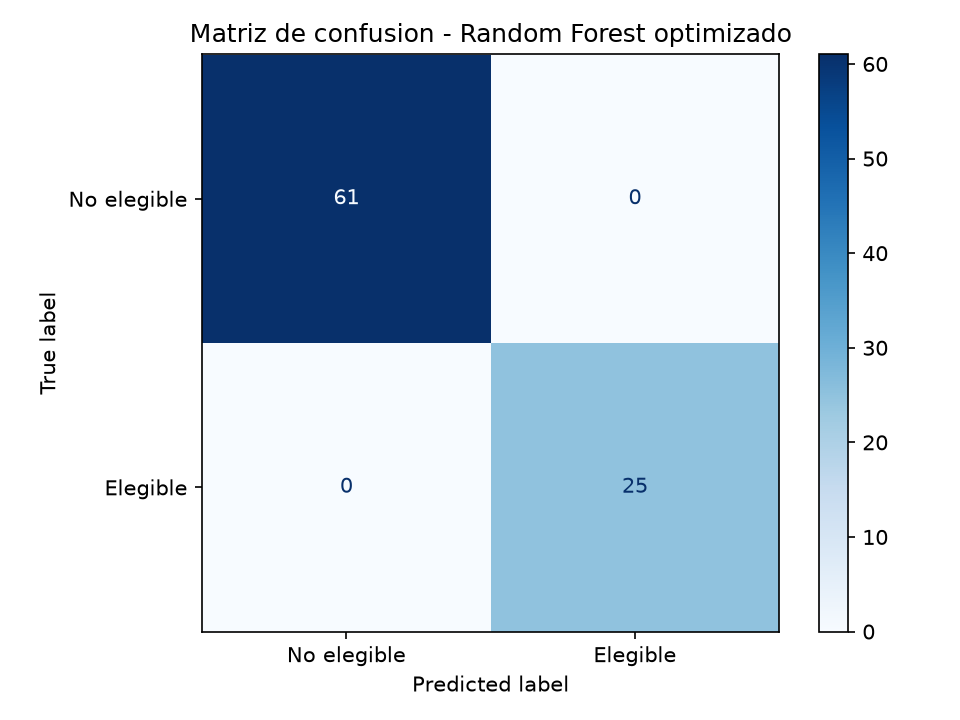 Matriz de confusion - Random Forest optimizado
No elegible
61
0
Elegible
0
25
True label
No elegible
Elegible
Predicted label
60
50
40
30
20
10
0